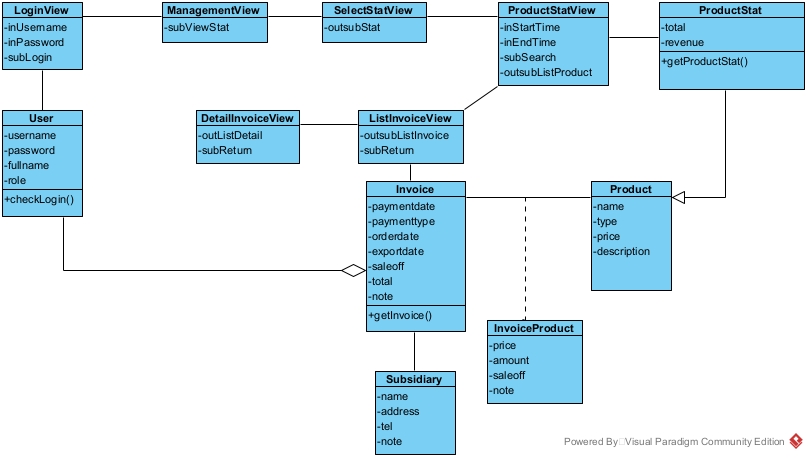 LoginView
-inUsername
-inPassword
-subLogin
ManagementView
-subViewStat
SelectStatView
-outsubStat
ProductStatView
-inStartTime
-inEndTime
-subSearch
-outsubListProduct
ProductStat
-total
-revenue
+getProductStat()
User
-username
-password
-fullname
-role
+checkLogin()
DetailInvoiceView
-outListDetail
-subReturn
ListInvoiceView
-outsubListInvoice
-subReturn
Invoice
-paymentdate
-paymenttype
-orderdate
-exportdate
-saleoff
-total
-note
+getInvoice()
Product
-name
-type
-price
-description
InvoiceProduct
-price
-amount
-saleoff
-note
Subsidiary
-name
-address
-tel
-note
Powered By Visual Paradigm Community Edition